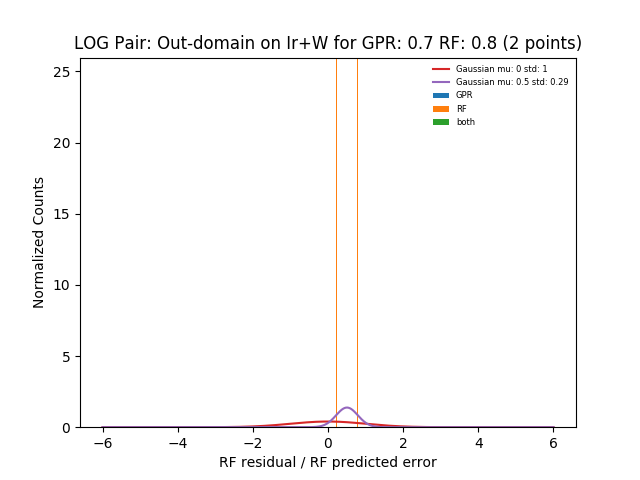 LOG Pair: Out-domain on Ir+W for GPR: 0.7 RF: 0.8 (2 points)
Gaussian mu: 0 std: 1
Gaussian mu: 0.5 std: 0.29
GPR
RF
both
Normalized Counts
25
20
15
10
5
0
−6
−4
−2
0
2
4
6
RF residual / RF predicted error